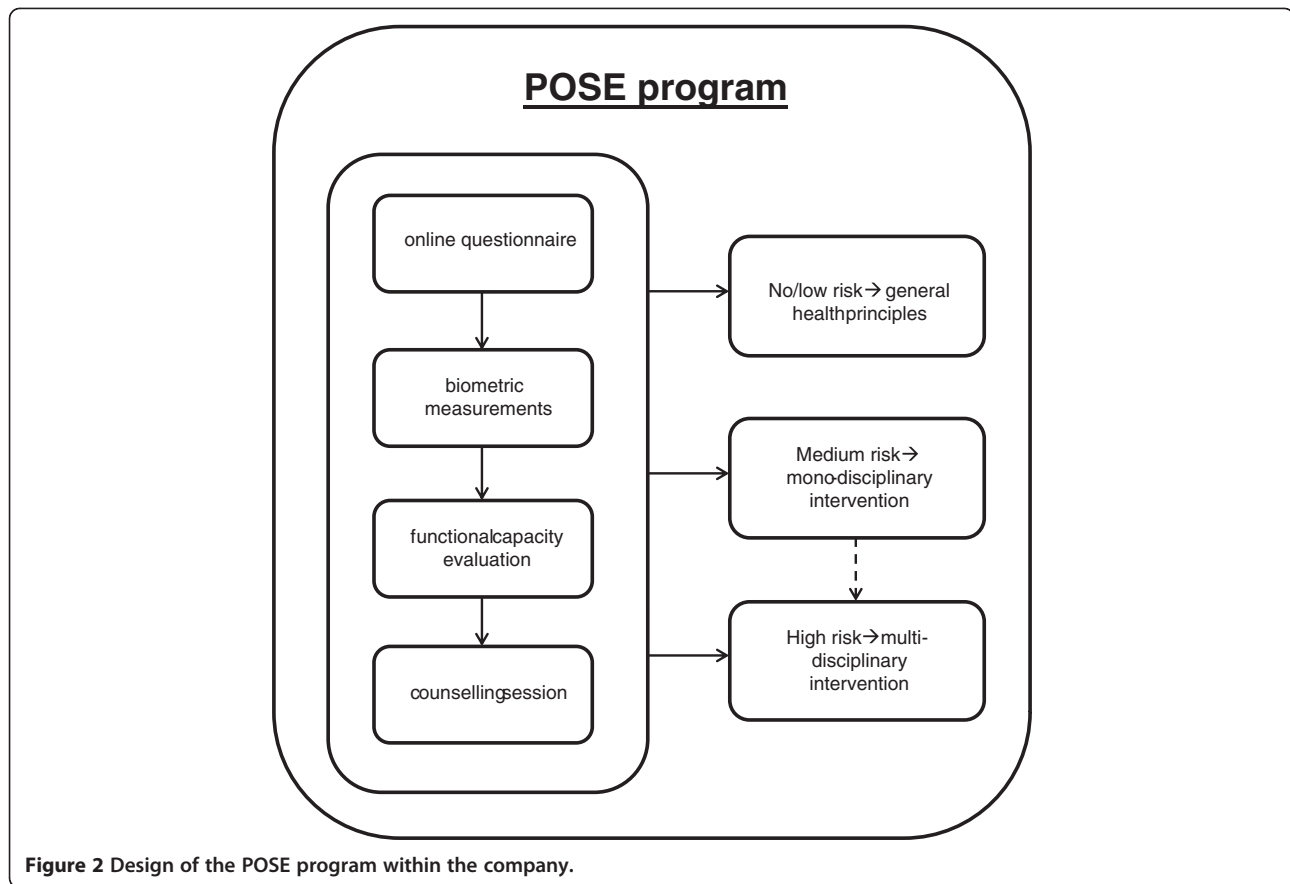 POSE program
online questionnaire
biometric
measurements
functionalcapacity
evaluation
counsellingsession
No/low risk→ general
healthprinciples
Medium risk→
mono-disciplinary
intervention
High risk→multi-
disciplinary
intervention
Figure 2 Design of the POSE program within the company.